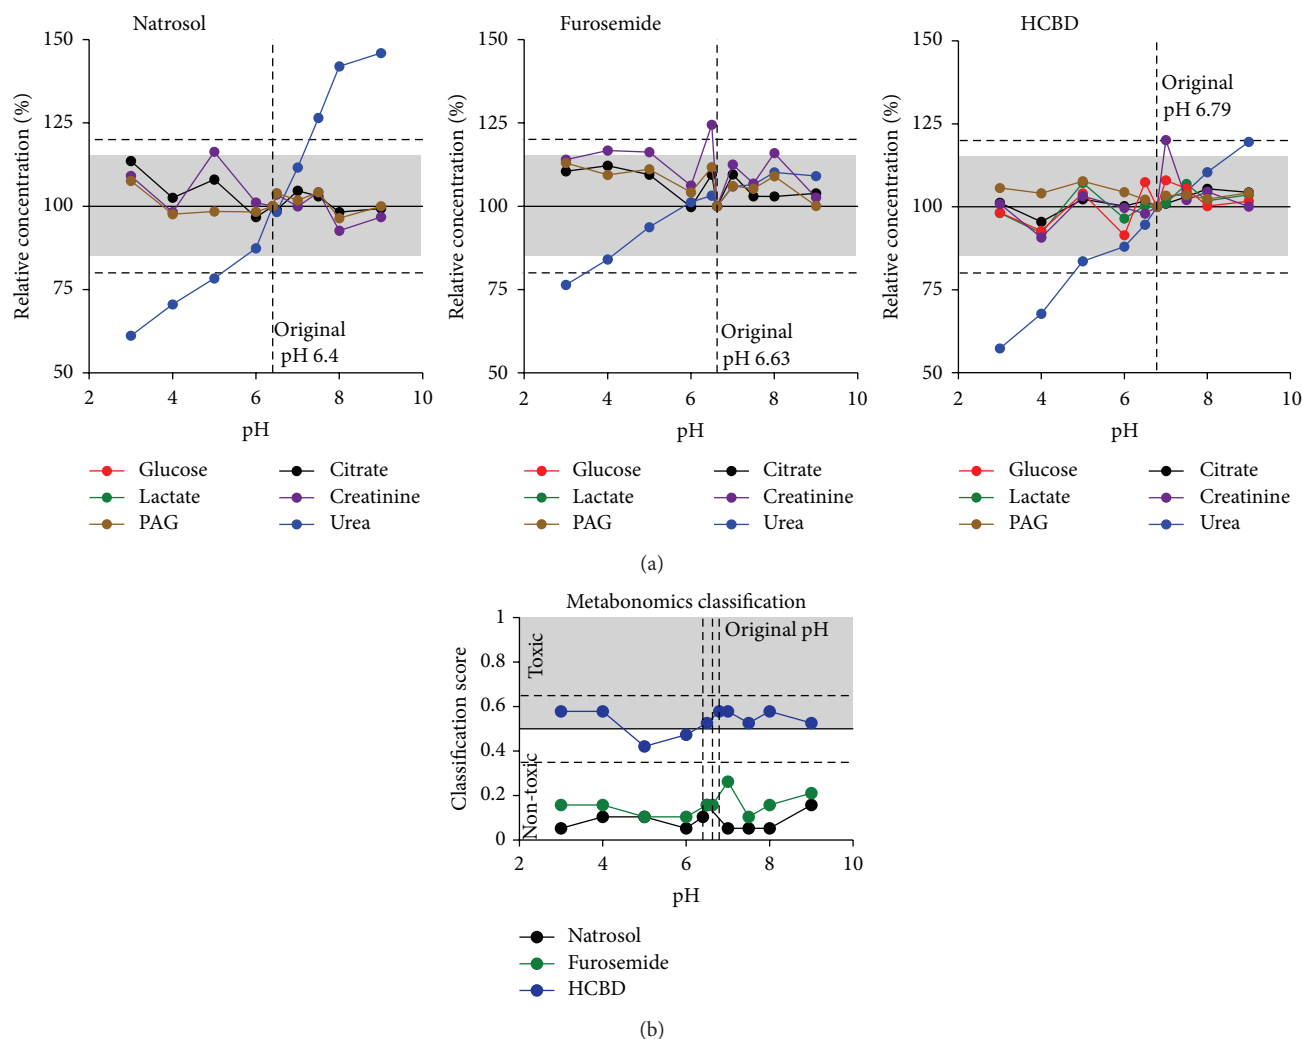 Natrosol
Relative concentration (%)
150
125
100
75
50
Original
pH 6.4
2
4
6
8
10
pH
Glucose
Lactate
PAG
Citrate
Creatinine
Urea
Furosemide
Relative concentration (%)
150
125
100
75
50
Original
pH 6.63
2
4
6
8
10
pH
Glucose
Lactate
PAG
Citrate
Creatinine
Urea
HCBD
Relative concentration (%)
150
125
100
75
50
Original
pH 6.79
2
4
6
8
10
pH
Glucose
Lactate
PAG
Citrate
Creatinine
Urea
(a)
Metabonomics classification
Classification score
1
0.8
0.6
0.4
0.2
0
Toxic
Non-toxic
Original pH
2
4
6
8
10
pH
Natrosol
Furosemide
HCBD
(b)